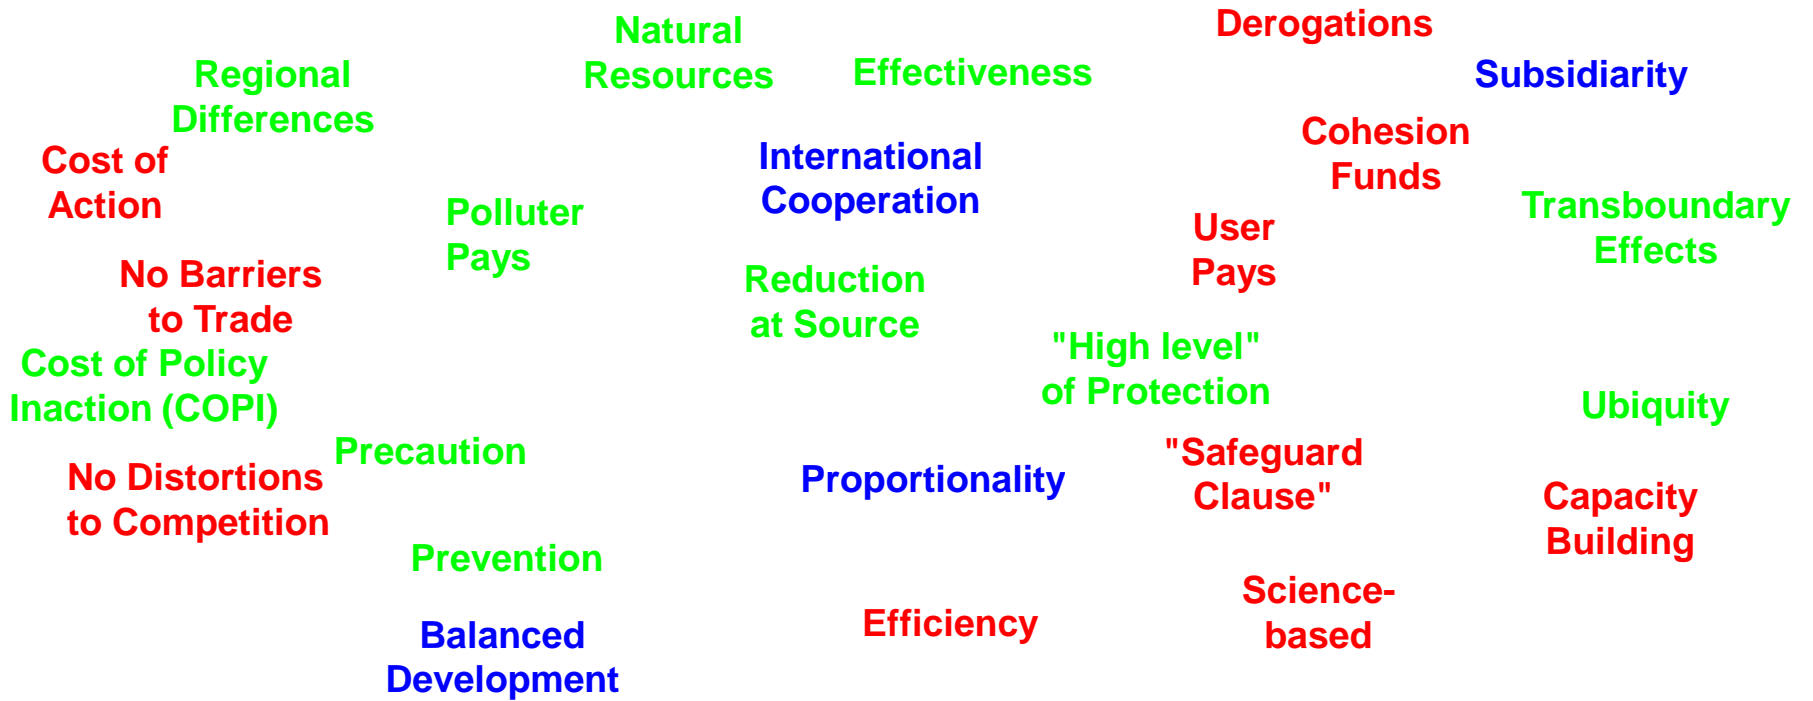 Derogations
Natural
Resources
Effectiveness
Regional
Differences
Subsidiarity
Cohesion
Funds
Cost of
Action
International
Cooperation
Polluter
Pays
User
Pays
Transboundary
Effects
No Barriers
to Trade
Reduction
at Source
"High level"
of Protection
Cost of Policy
Inaction (COPI)
Ubiquity
Precaution
No Distortions
to Competition
Proportionality
"Safeguard
Clause"
Capacity
Building
Prevention
Science-
based
Efficiency
Balanced
Development